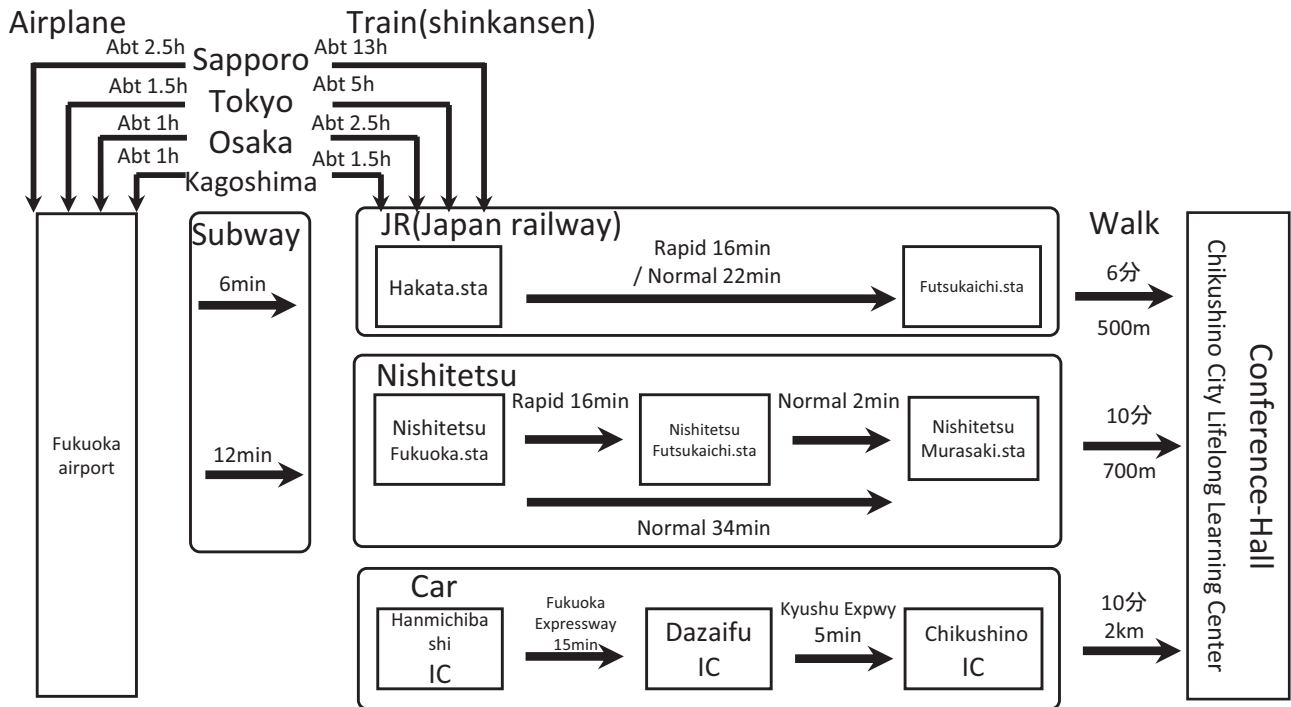 Airplane
Train(shinkansen)
Abt 2.5h
Sapporo
Abt 13h
Abt 1.5h
Tokyo
Abt 5h
Abt 1h
Osaka
Abt 2.5h
Abt 1h
Kagoshima
Abt 1.5h
Fukuoka
airport
Subway
6min
12min
JR(Japan railway)
Hakata.sta
Rapid 16min
/ Normal 22min
Futsukaichi.sta
Nishitetsu
Nishitetsu
Fukuoka.sta
Rapid 16min
Nishitetsu
Futsukaichi.sta
Normal 2min
Nishitetsu
Murasaki.sta
Normal 34min
Car
Hanmichiba
shi
IC
Fukuoka
Expressway
15min
Dazaifu
IC
Kyushu Expwy
5min
Chikushino
IC
Walk
6分
500m
10分
700m
10分
2km
Conference-Hall
Chikushino City Lifelong Learning Center